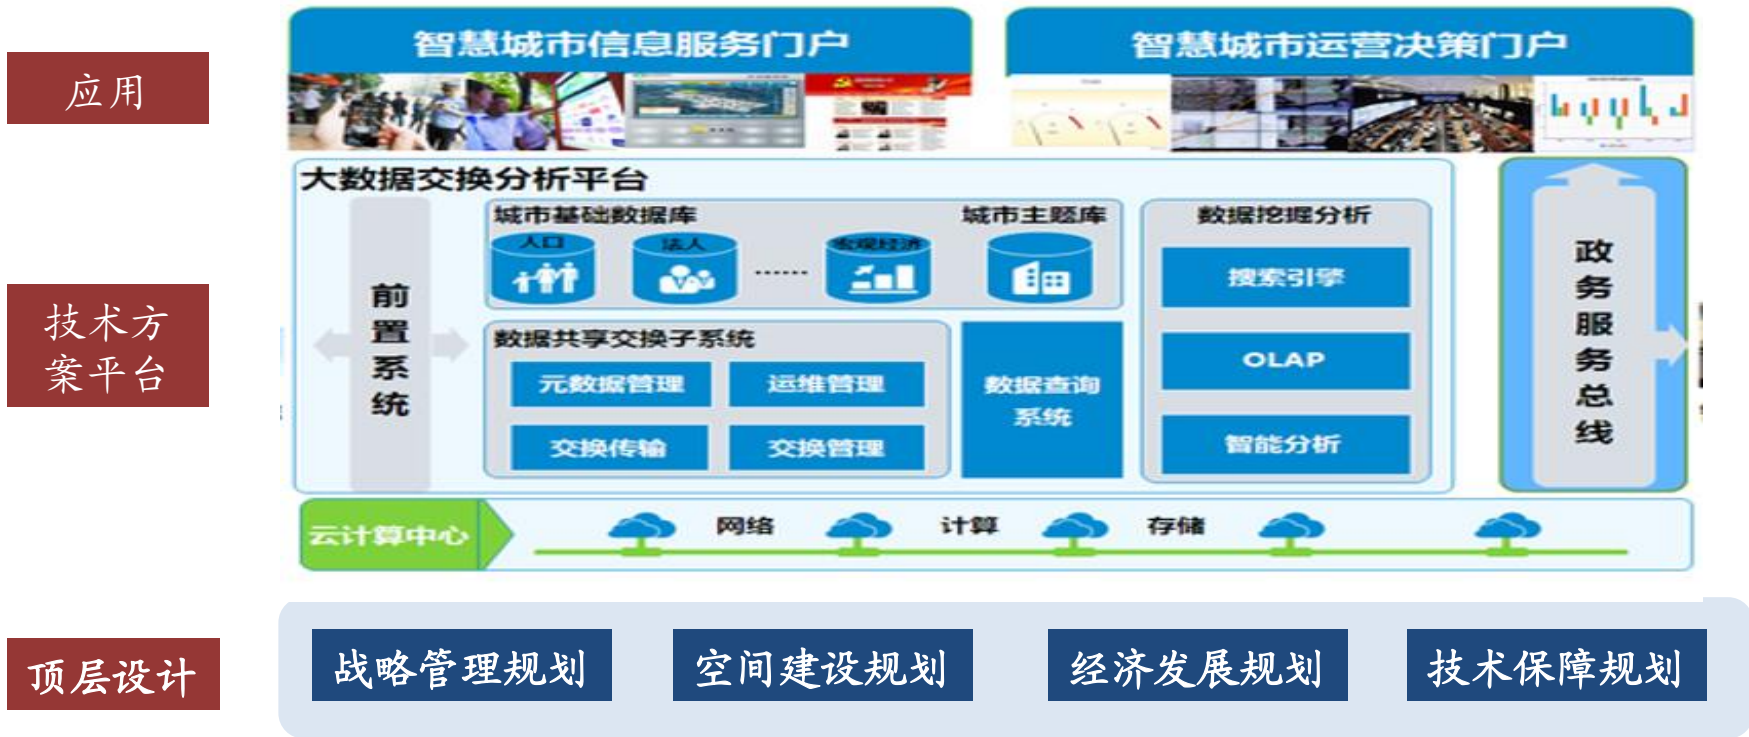 智慧城市信息服务门户
智慧城市运营决策门户
应用
大数据交换分析平台
城市基础数据库
城市主题库
数据挖掘分析
人口
法人
......
宏观经济
搜索引擎
前置系统
政务服务总线
技术方
案平台
数据共享交换子系统
元数据管理
运维管理
数据查询
系统
OLAP
交换传输
交换管理
智能分析
云计算中心
网络
计算
存储
顶层设计
战略管理规划
空间建设规划
经济发展规划
技术保障规划